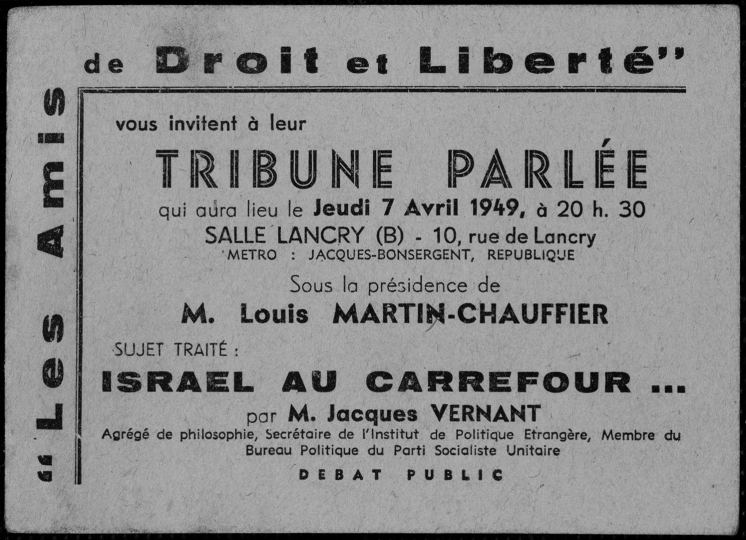 "Les Amis
de Droit et Liberté"
vous invitent à leur
TRIBUNE PARLÉE
qui aura lieu le Jeudi 7 Avril 1949, à 20 h. 30
SALLE LANCRY (B) - 10, rue de Lancry
METRO : JACQUES-BONSERGENT, REPUBLIQUE
Sous la présidence de
M. Louis MARTIN-CHAUFFIER
SUJET TRAITÉ :
ISRAEL AU CARREFOUR ...
par M. Jacques VERNANT
Agrégé de philosophie, Secrétaire de l'Institut de Politique Etrangère, Membre du
Bureau Politique du Parti Socialiste Unitaire
DEBAT PUBLIC